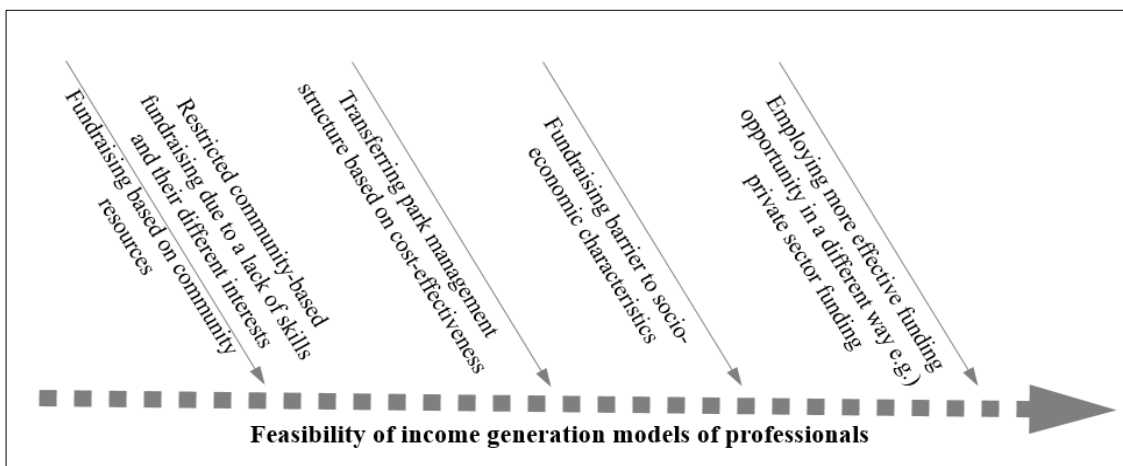 Fundraising based on community
resources
Restricted community-based
fundraising due to a lack of skills
and their different interests
Transferring park management
structure based on cost-effectiveness
Fundraising barrier to socio-
economic characteristics
Employing more effective funding
opportunity in a different way e.g.)
private sector funding
Feasibility of income generation models of professionals